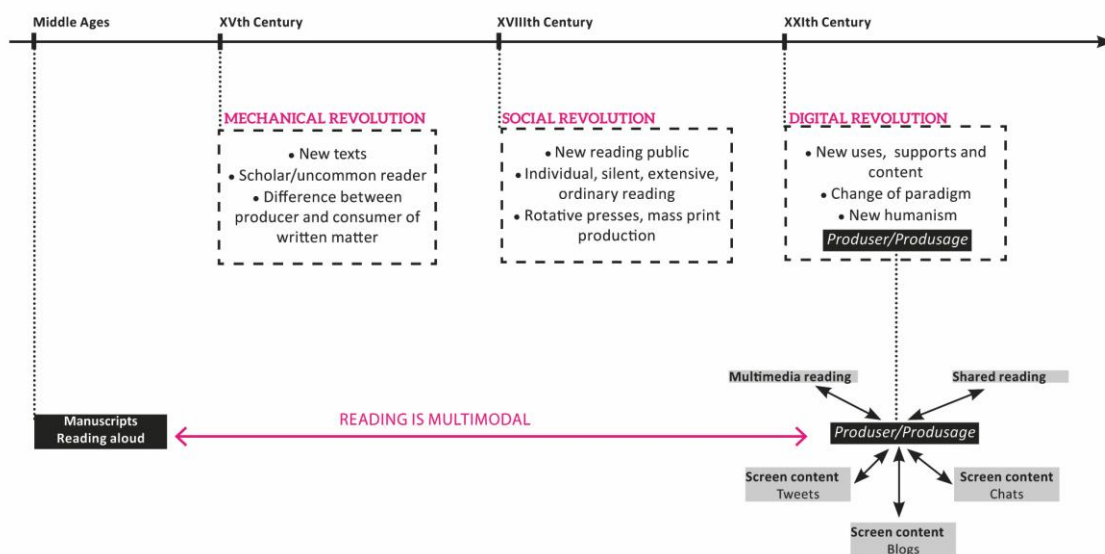 Middle Ages
XVth Century
XVIIIth Century
XXIth Century
MECHANICAL REVOLUTION
• New texts
• Scholar/uncommon reader
• Difference between
producer and consumer of
written matter
SOCIAL REVOLUTION
• New reading public
• Individual, silent, extensive,
ordinary reading
• Rotative presses, mass print
production
DIGITAL REVOLUTION
• New uses, supports and
content
• Change of paradigm
• New humanism
Produser/Produsage
Multimedia reading
Shared reading
Manuscripts
Reading aloud
READING IS MULTIMODAL
Produser/Produsage
Screen content
Tweets
Screen content
Chats
Screen content
Blogs